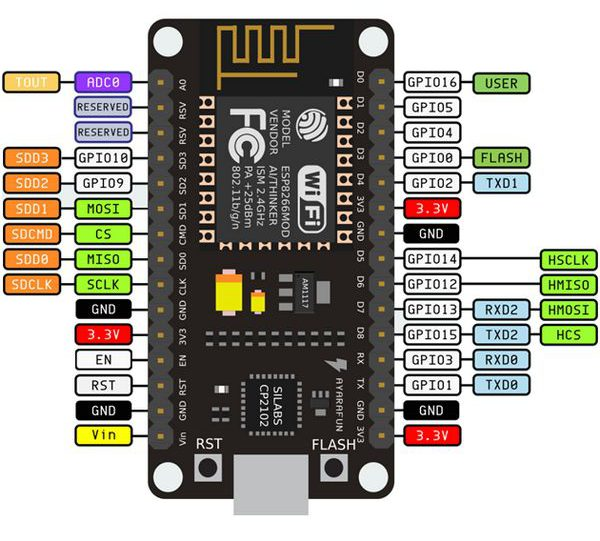 TOUT ADC0 A0 D0 GPIO16 USER
RESERVED RSV D1 GPIO5
RESERVED RSV D2 GPIO4
SDD3 GPIO10 SD3 D3 GPIO0 FLASH
SDD2 GPIO9 SD2 D4 GPIO2 TXD1
SDD1 MOSI SD1 3V3 3.3V
SDCMD CS CMD GND GND
SDD0 MISO SD0 D5 GPIO14 HSCLK
SDCLK SCLK CLK D6 GPIO12 HMISO
GND GND D7 GPIO13 RXD2 HMOSI
3.3V 3V3 D8 GPIO15 TXD2 HCS
EN EN RX GPIO3 RXD0
RST RST TX GPIO1 TXD0
GND GND GND GND
Vin Vin 3V3 3.3V
MODEL ESP8266MOD
VENDOR AI/THINKER
ISM 2.4GHz
PA +25dBm
802.11b/g/n
FC
Wi Fi
AM1117
SILABS
CP2102
AYARAFUN
RST FLASH